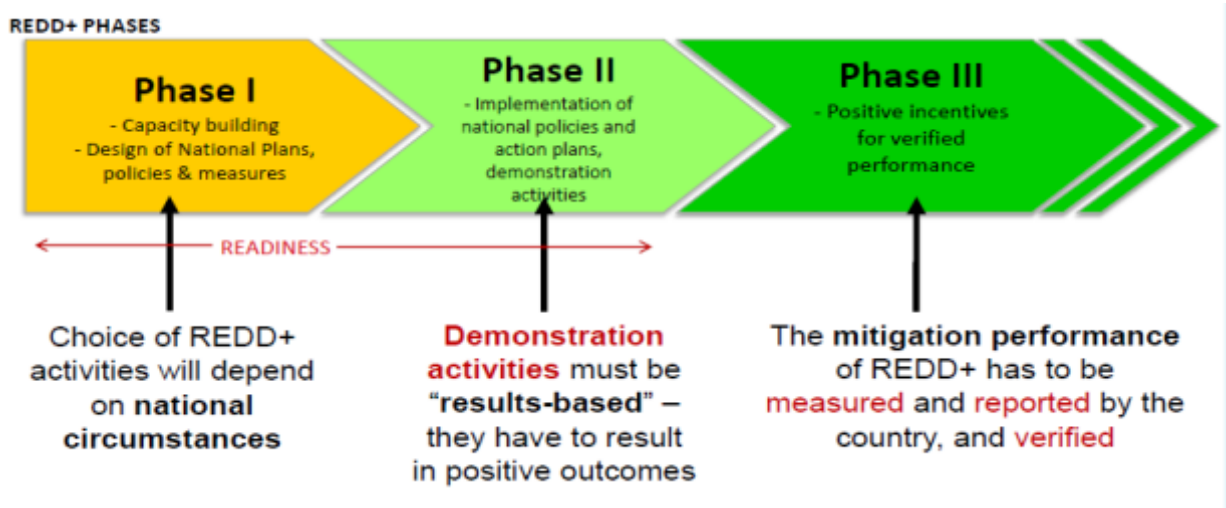 REDD+ PHASES
Phase I
- Capacity building
- Design of National Plans,
policies & measures
Phase II
- Implementation of
national policies and
action plans,
demonstration
activities
Phase III
- Positive incentives
for verified
performance
READINESS
Choice of REDD+
activities will depend
on national
circumstances
Demonstration
activities must be
“results-based” –
they have to result
in positive outcomes
The mitigation performance
of REDD+ has to be
measured and reported by the
country, and verified